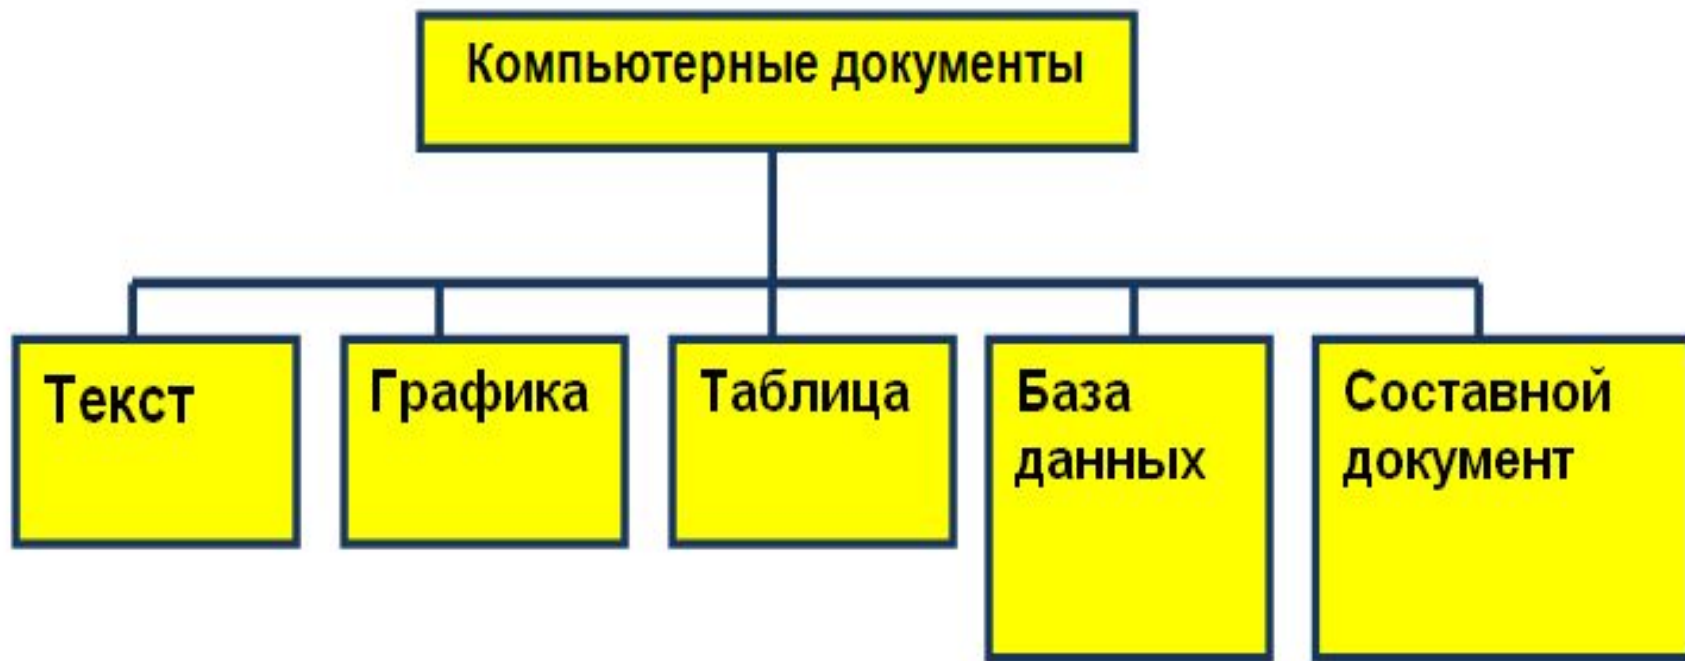 Компьютерные документы
Текст
Графика
Таблица
База
данных
Составной
документ